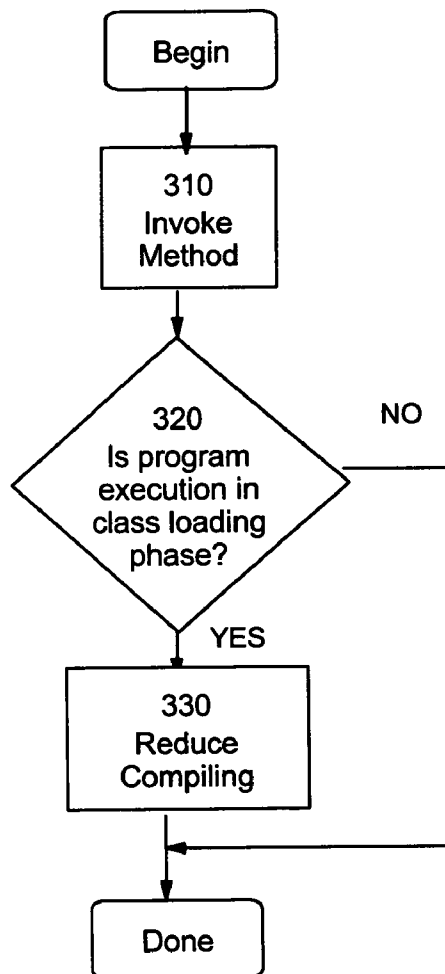 Begin
310
Invoke
Method
320
Is program
execution in
class loading
phase?
NO
YES
330
Reduce
Compiling
Done